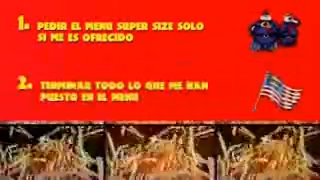 1. PEDIR EL MENU SUPER SIZE SOLO
SI ME ES OFRECIDO
2. TERMINAR TODO LO QUE ME HAN
PUESTO EN EL MENU